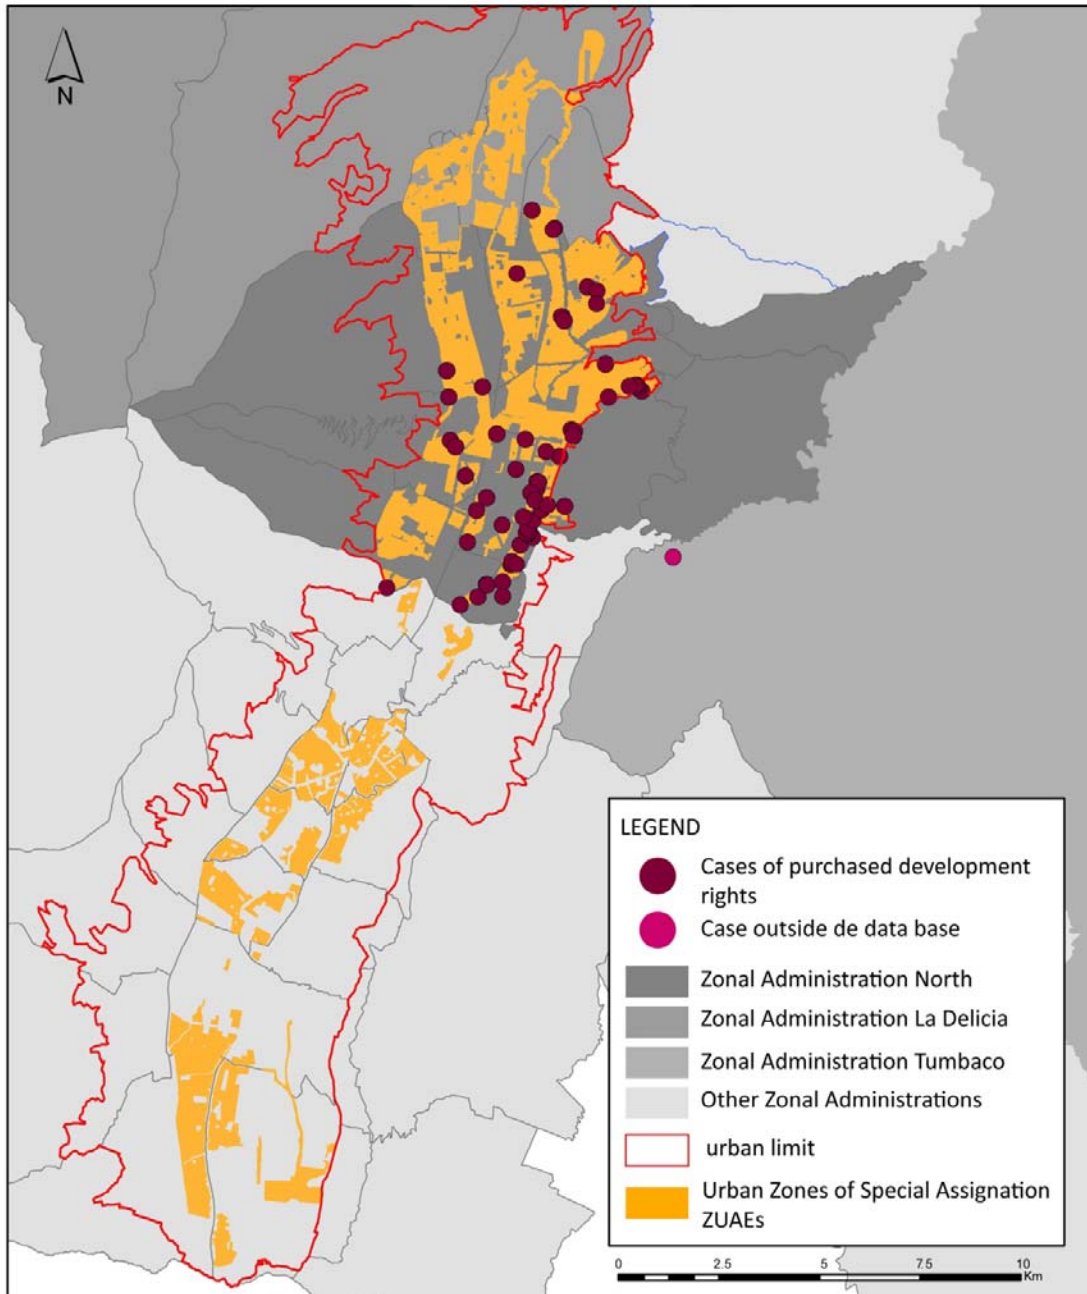 N
LEGEND
Cases of purchased development
rights
Case outside de data base
Zonal Administration North
Zonal Administration La Delicia
Zonal Administration Tumbaco
Other Zonal Administrations
urban limit
Urban Zones of Special Assignation
ZUAEs
0 2.5 5 7.5 10
Km